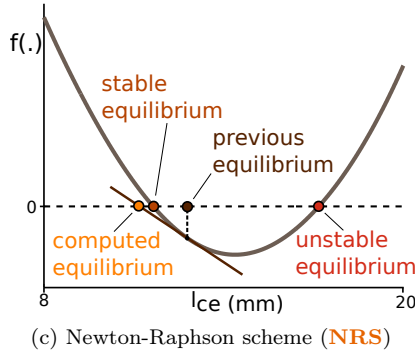 f(.)
stable
equilibrium
previous
equilibrium
0
computed
equilibrium
unstable
equilibrium
8
lce (mm)
20
(c) Newton-Raphson scheme (NRS)